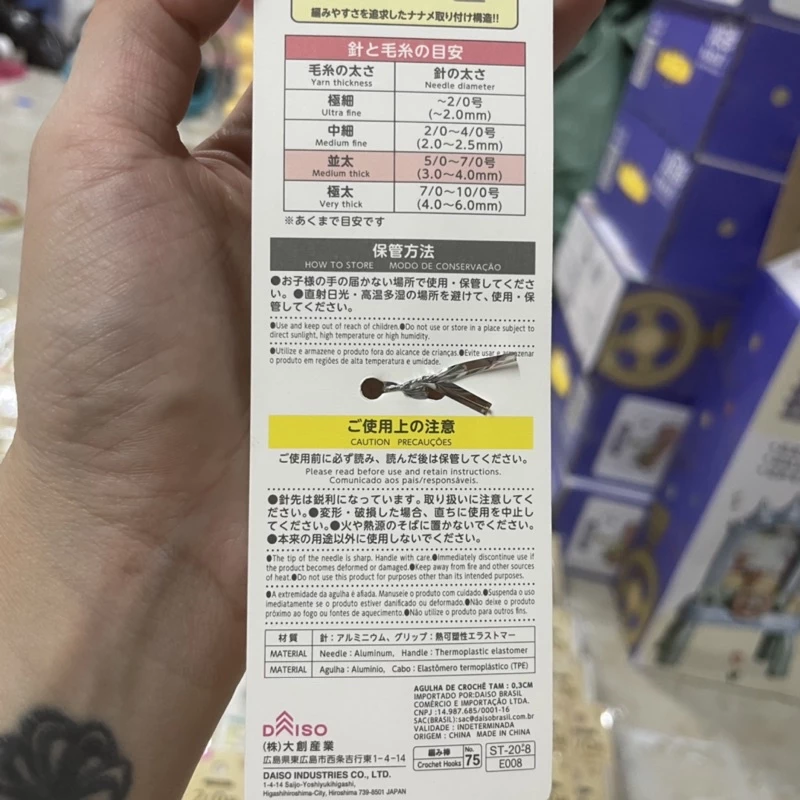 編みやすさを追求したナナメ取り付け構造!!
針と毛糸の目安
毛糸の太さ 針の太さ
Yarn thickness Needle diameter
極細 ～2/0号
Ultra fine (～2.0mm)
中細 2/0～4/0号
Medium fine (2.0～2.5mm)
並太 5/0～7/0号
Medium thick (3.0～4.0mm)
極太 7/0～10/0号
Very thick (4.0～6.0mm)
※あくまで目安です
保管方法
HOW TO STORE MODO DE CONSERVAÇÃO
●お子様の手の届かない場所で使用・保管してくださ
い。●直射日光・高温多湿の場所を避けて、使用・保
管してください。
●Use and keep out of reach of children.●Do not use or store in a place subject to
direct sunlight, high temperature or high humidity.
●Utilize e armazene o produto fora do alcance de crianças.●Evite usar e armazenar
o produto em regiões de alta temperatura e umidade.
ご使用上の注意
CAUTION PRECAUÇÕES
ご使用前に必ず読み、読んだ後は保管してください。
Please read before use and retain instructions.
Comunicado aos pais/responsáveis.
●針先は鋭利になっています。取り扱いに注意してくだ
さい。●変形・破損した場合、直ちに使用を中止し
てください。●火や熱源のそばに置かないでください。
●本来の用途以外に使用しないでください。
●The tip of the needle is sharp. Handle with care.●Immediately discontinue use if
the product becomes deformed or damaged.●Keep away from fire and other sources
of heat.●Do not use this product for purposes other than its intended purposes.
●A extremidade da agulha é afiada. Manuseie o produto com cuidado.●Suspenda o uso
imediatamente se o produto estiver danificado ou deformado.●Não deixe o produto
próximo ao fogo ou fontes de aquecimento.●Não utilize o produto para outros fins.
材質 針：アルミニウム、グリップ：熱可塑性エラストマー
MATERIAL Needle：Aluminum, Handle：Thermoplastic elastomer
MATERIAL Agulha：Alumínio, Cabo：Elastômero termoplástico (TPE)
AGULHA DE CROCHÊ TAM：0,3CM
IMPORTADO POR:DAISO BRASIL
COMÉRCIO E IMPORTAÇÃO LTDA.
CNPJ：14.987.685/0001-16
SAC(BRASIL):sac@daisobrasil.com.br
VALIDADE：INDETERMINADA
ORIGEM：CHINA MADE IN CHINA
DAISO
(株)大創産業
広島県東広島市西条吉行東1-4-14
DAISO INDUSTRIES CO., LTD.
1-4-14 Saijo-Yoshiyukihigashi,
Higashihiroshima-City, Hiroshima 739-8501 JAPAN
編み棒 No. ST-20-8
Crochet Hooks 75 E008